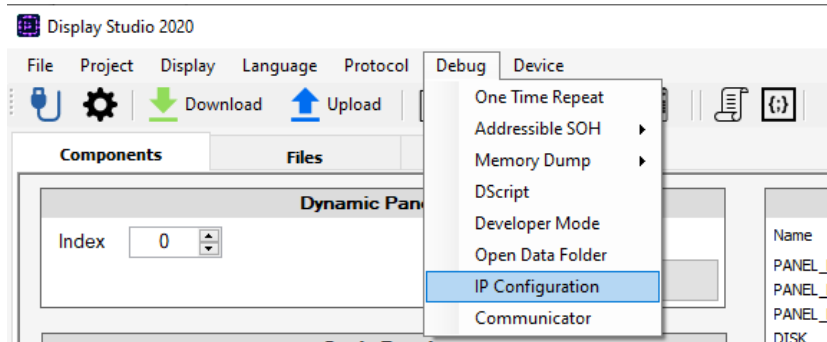 Display Studio 2020
File Project Display Language Protocol Debug Device
Download Upload
One Time Repeat
Addressible SOH
Memory Dump
DScript
Developer Mode
Open Data Folder
IP Configuration
Communicator
Components Files
Dynamic Pan
Index 0
Name
PANEL_
PANEL_
PANEL_
DISK